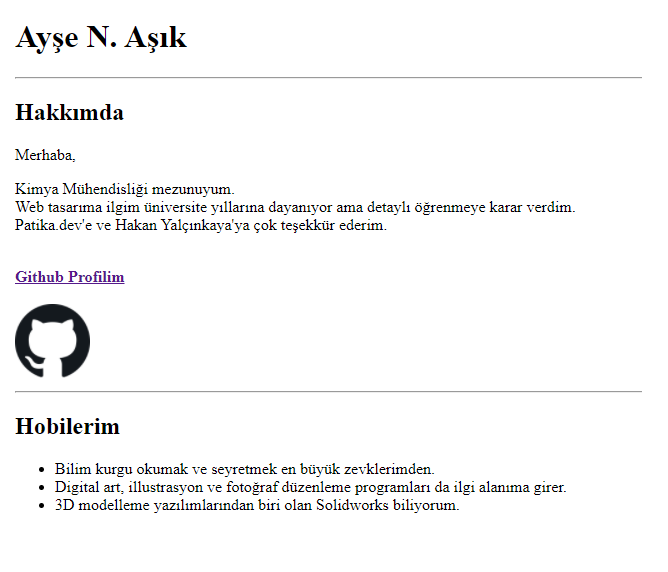 Ayşe N. Aşık
Hakkımda
Merhaba,
Kimya Mühendisliği mezunuyum.
Web tasarıma ilgim üniversite yıllarına dayanıyor ama detaylı öğrenmeye karar verdim.
Patika.dev'e ve Hakan Yalçınkaya'ya çok teşekkür ederim.
Github Profilim
Hobilerim
• Bilim kurgu okumak ve seyretmek en büyük zevklerimden.
• Digital art, illustrasyon ve fotoğraf düzenleme programları da ilgi alanıma girer.
• 3D modelleme yazılımlarından biri olan Solidworks biliyorum.